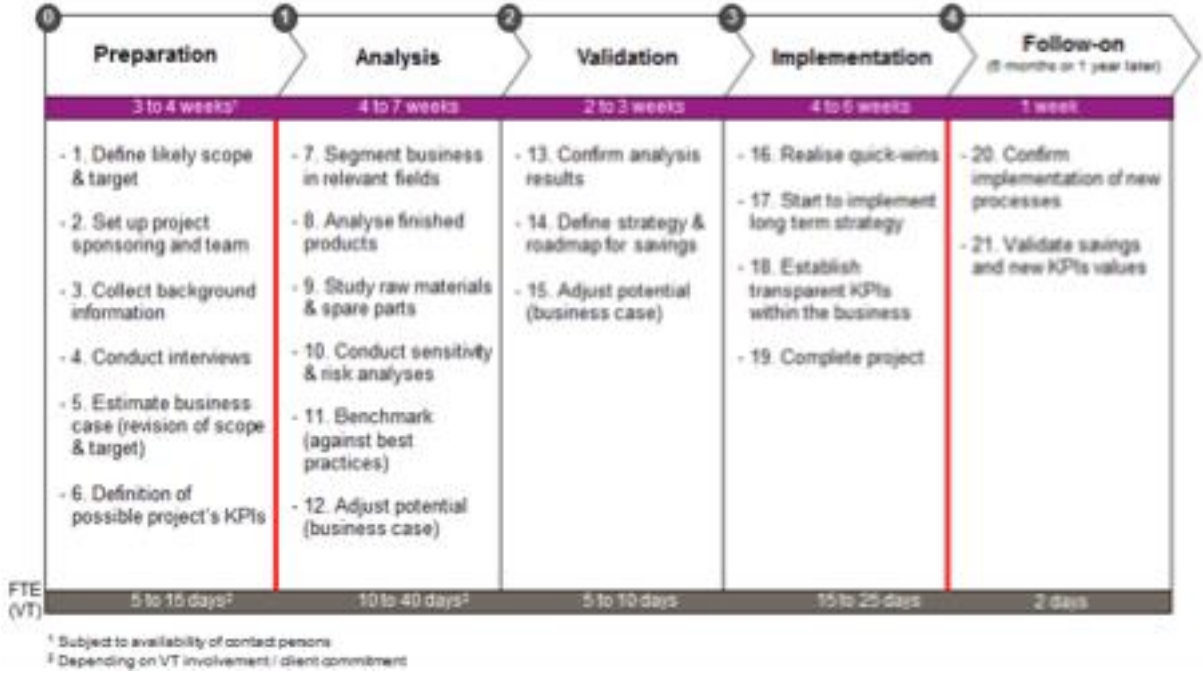 0
1
2
3
4
Preparation
Analysis
Validation
Implementation
Follow-on
(6 months or 1 year later)
3 to 4 weeks¹
4 to 7 weeks
2 to 3 weeks
4 to 6 weeks
1 week
- 1. Define likely scope
& target
- 2. Set up project
sponsoring and team
- 3. Collect background
information
- 4. Conduct interviews
- 5. Estimate business
case (revision of scope
& target)
- 6. Definition of
possible project's KPIs
- 7. Segment business
in relevant fields
- 8. Analyse finished
products
- 9. Study raw materials
& spare parts
- 10. Conduct sensitivity
& risk analyses
- 11. Benchmark
(against best
practices)
- 12. Adjust potential
(business case)
- 13. Confirm analysis
results
- 14. Define strategy &
roadmap for savings
- 15. Adjust potential
(business case)
- 16. Realise quick-wins
- 17. Start to implement
long term strategy
- 18. Establish
transparent KPIs
within the business
- 19. Complete project
- 20. Confirm
implementation of new
processes
- 21. Validate savings
and new KPIs values
FTE
(VT)
5 to 15 days²
10 to 40 days²
5 to 10 days
15 to 25 days
2 days
¹ Subject to availability of contact persons
² Depending on VT involvement / client commitment